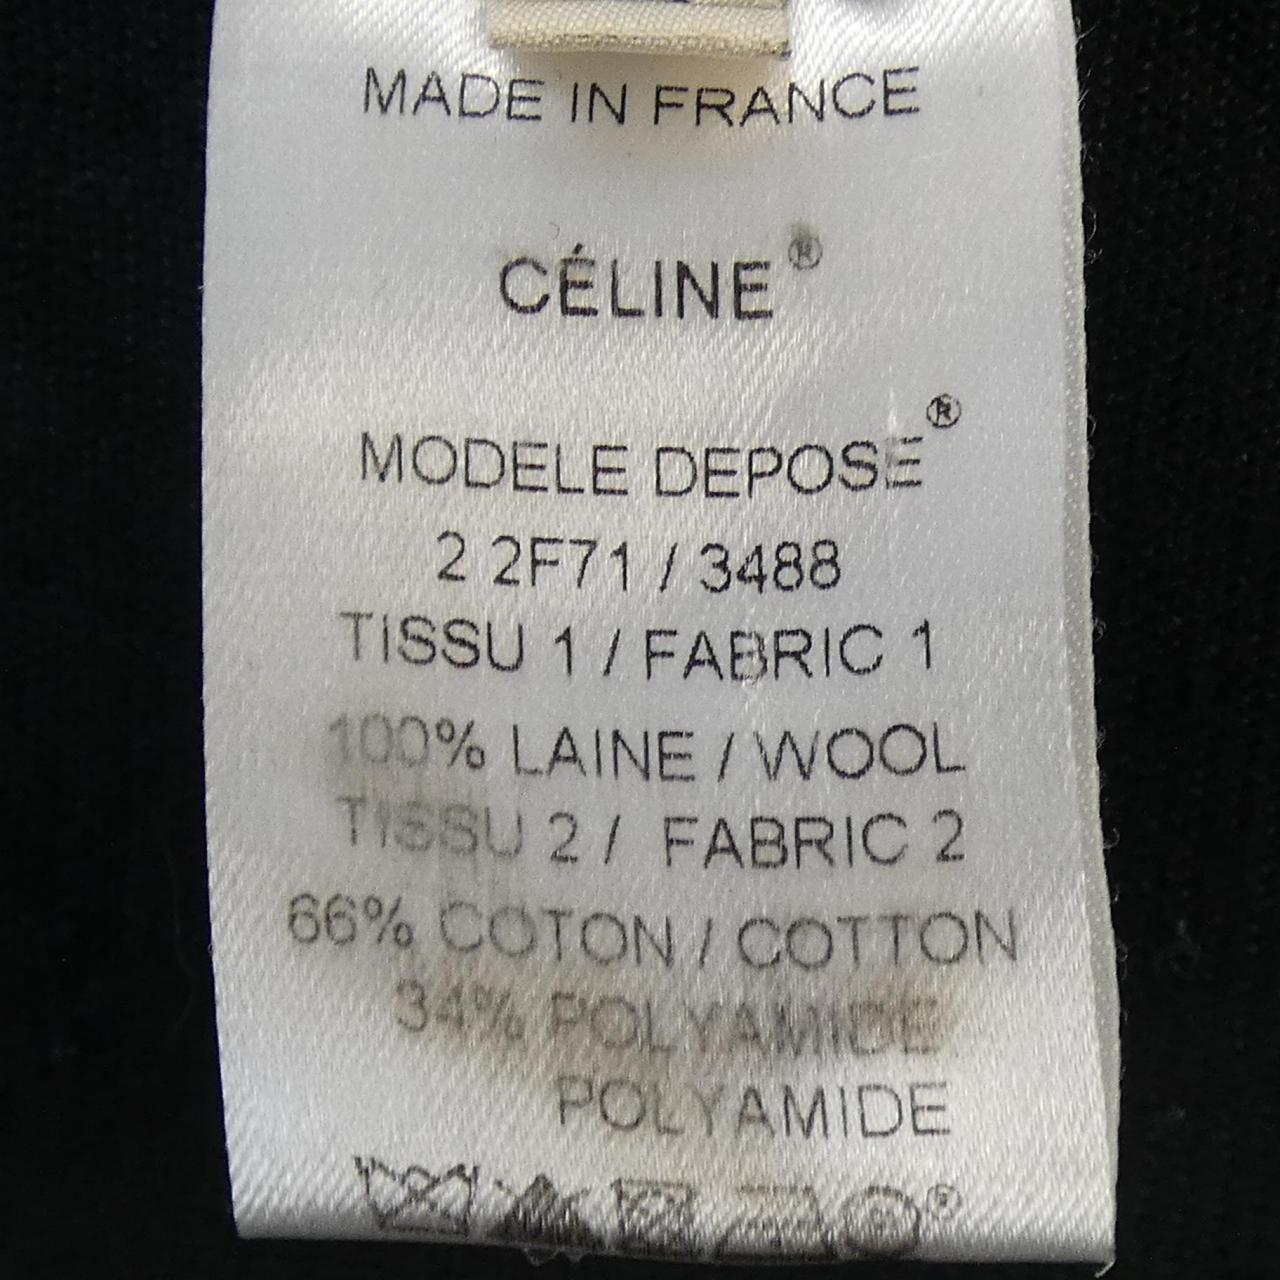 MADE IN FRANCE
CÉLINE®
MODELE DEPOSE®
2 2F71 / 3488
TISSU 1 / FABRIC 1
100% LAINE / WOOL
TISSU 2 / FABRIC 2
66% COTON / COTTON
34% POLYAMIDE
POLYAMIDE